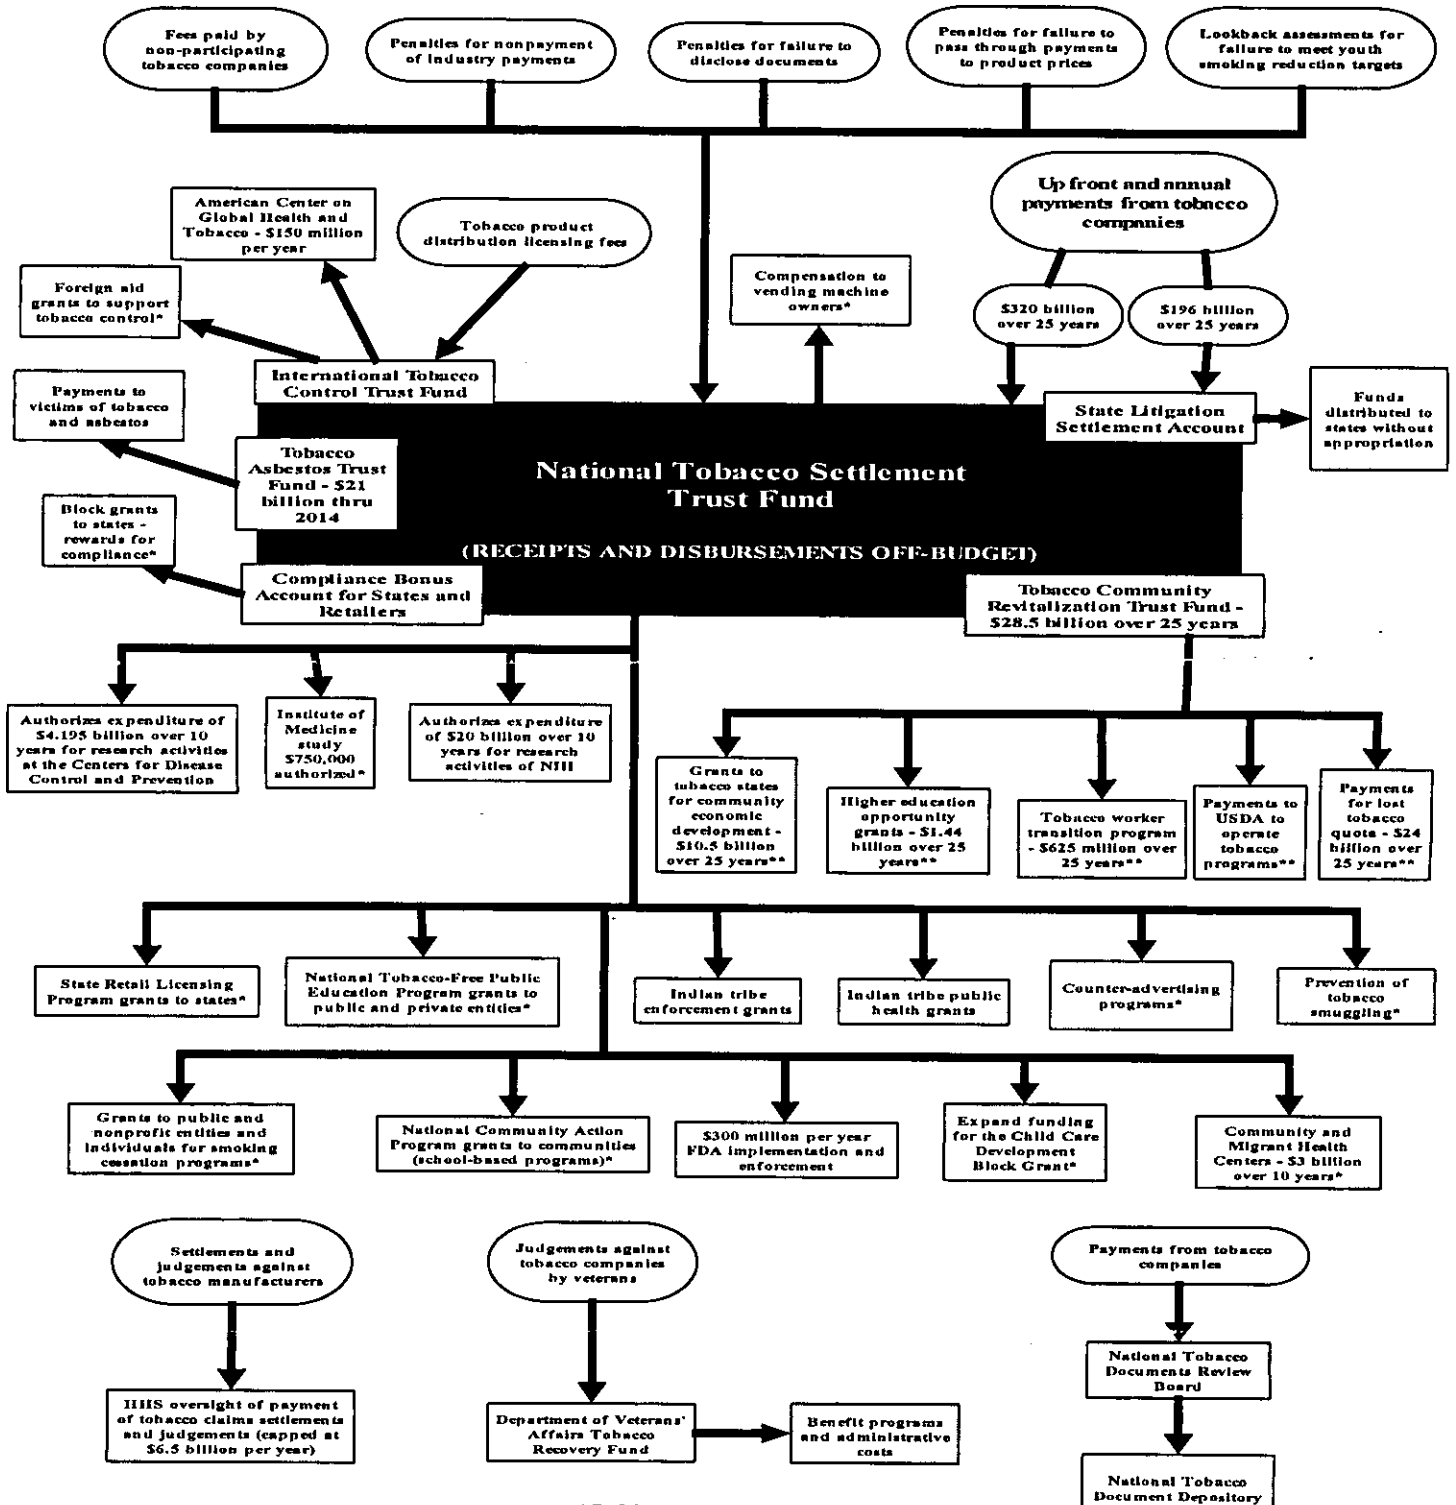 Fees paid by
non-participating
tobacco companies
Penalties for nonpayment
of industry payments
Penalties for failure to
disclose documents
Penalties for failure to
pass through payments
to product prices
Lookback assessments for
failure to meet youth
smoking reduction targets
American Center on
Global Health and
Tobacco - $150 million
per year
Tobacco product
distribution licensing fees
Up front and annual
payments from tobacco
companies
Foreign aid
grants to support
tobacco control*
Compensation to
vending machine
owners*
$320 billion
over 25 years
$196 billion
over 25 years
International Tobacco
Control Trust Fund
Payments to
victims of tobacco
and asbestos
State Litigation
Settlement Account
Funds
distributed to
states without
appropriation
Tobacco
Asbestos Trust
Fund - $21
billion thru
2014
National Tobacco Settlement
Trust Fund
(RECEIPTS AND DISBURSEMENTS OFF-BUDGET)
Block grants
to states -
rewards for
compliance*
Compliance Bonus
Account for States and
Retailers
Tobacco Community
Revitalization Trust Fund -
$28.5 billion over 25 years
Authorizes expenditure of
$4.195 billion over 10
years for research activities
at the Centers for Disease
Control and Prevention
Institute of
Medicine
study
$750,000
authorized*
Authorizes expenditure
of $20 billion over 10
years for research
activities of NIH
Grants to
tobacco states
for community
economic
development -
$10.5 billion
over 25 years**
Higher education
opportunity
grants - $1.44
billion over 25
years**
Tobacco worker
transition program
- $625 million over
25 years**
Payments to
USDA to
operate
tobacco
programs**
Payments
for lost
tobacco
quota - $24
billion over
25 years**
State Retail Licensing
Program grants to states*
National Tobacco-Free Public
Education Program grants to
public and private entities*
Indian tribe
enforcement grants
Indian tribe public
health grants
Counter-advertising
programs*
Prevention of
tobacco
smuggling*
Grants to public and
nonprofit entities and
individuals for smoking
cessation programs*
National Community Action
Program grants to communities
(school-based programs)*
$300 million per year
FDA implementation and
enforcement
Expand funding
for the Child Care
Development
Block Grant*
Community and
Migrant Health
Centers - $3 billion
over 10 years*
Settlements and
judgements against
tobacco manufacturers
Judgements against
tobacco companies
by veterans
Payments from tobacco
companies
HHS oversight of payment
of tobacco claims settlements
and judgements (capped at
$6.5 billion per year)
Department of Veterans'
Affairs Tobacco
Recovery Fund
Benefit programs
and administrative
costs
National Tobacco
Documents Review
Board
National Tobacco
Document Depository